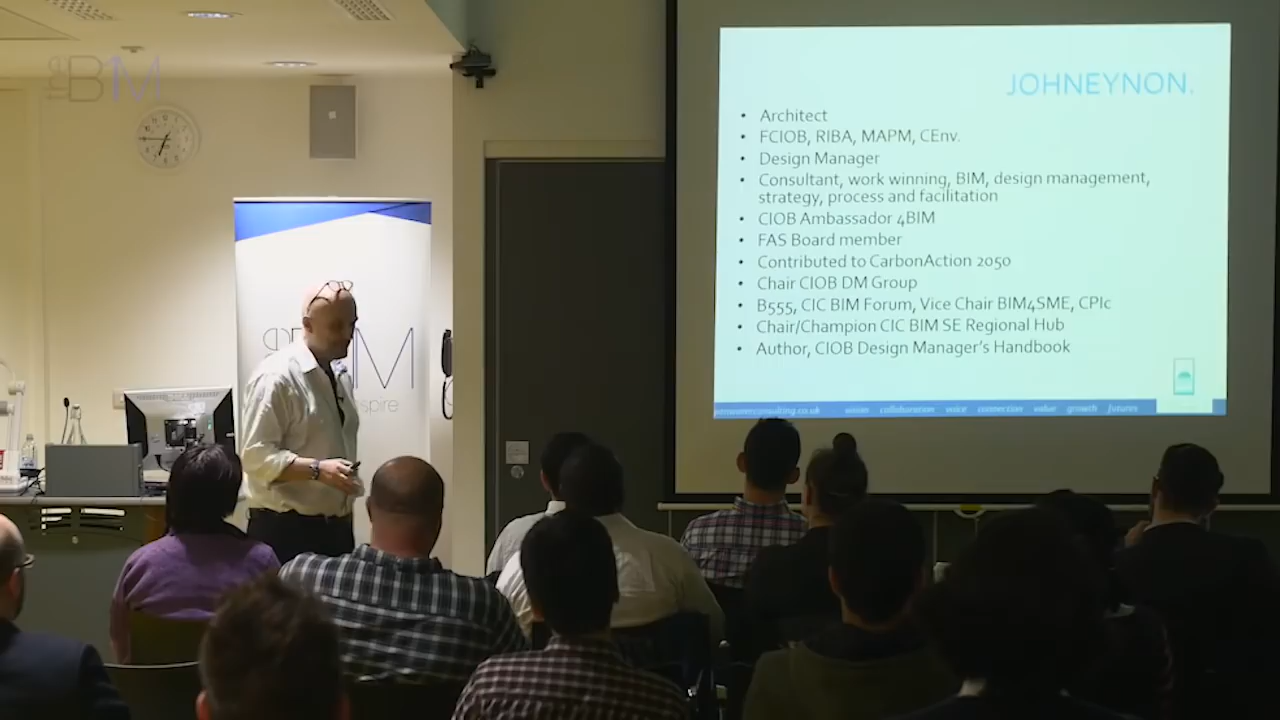 the B1M
JOHNEYNON.
• Architect
• FCIOB, RIBA, MAPM, CEnv.
• Design Manager
• Consultant, work winning, BIM, design management,
strategy, process and facilitation
• CIOB Ambassador 4BIM
• FAS Board member
• Contributed to CarbonAction 2050
• Chair CIOB DM Group
• B555, CIC BIM Forum, Vice Chair BIM4SME, CPIc
• Chair/Champion CIC BIM SE Regional Hub
• Author, CIOB Design Manager's Handbook
vision collaboration voice connection value growth futures